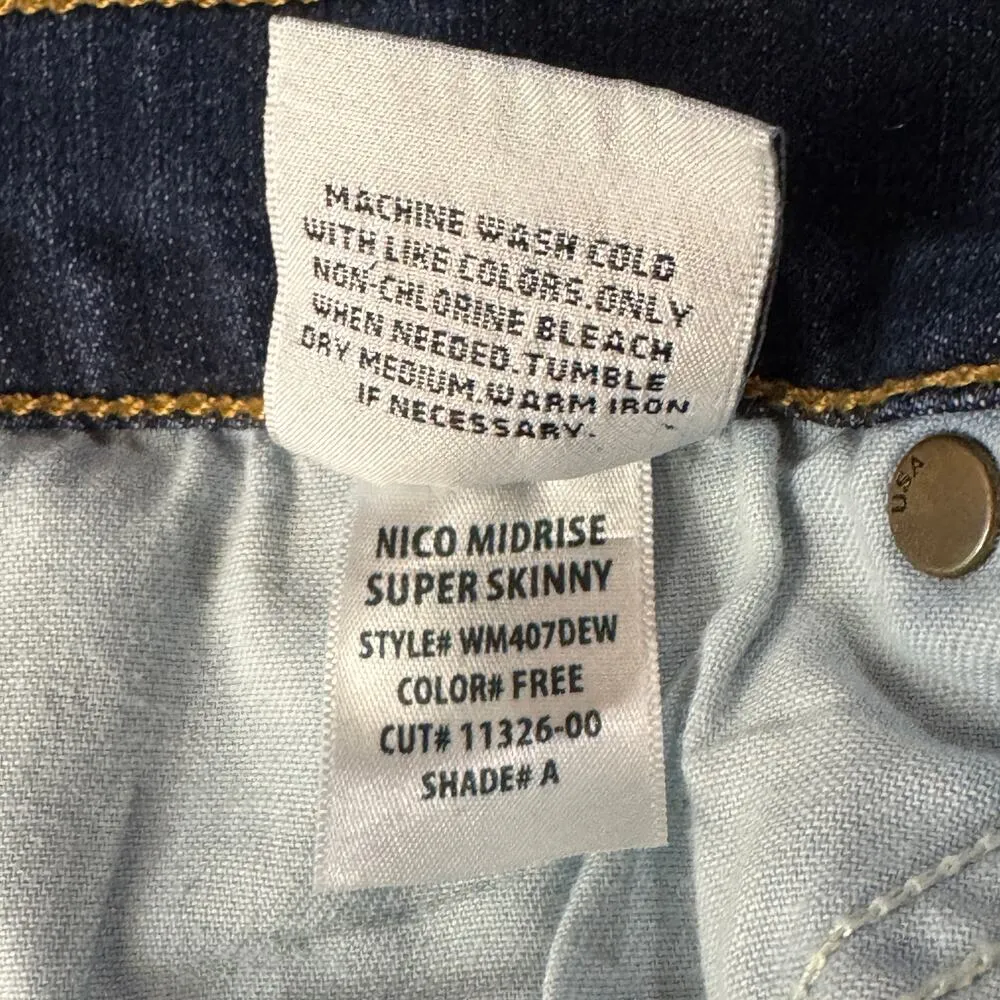 MACHINE WASH COLD
WITH LIKE COLORS.ONLY
NON-CHLORINE BLEACH
WHEN NEEDED.TUMBLE
DRY MEDIUM.WARM IRON
IF NECESSARY.
NICO MIDRISE
SUPER SKINNY
STYLE# WM407DEW
COLOR# FREE
CUT# 11326-00
SHADE# A
USA